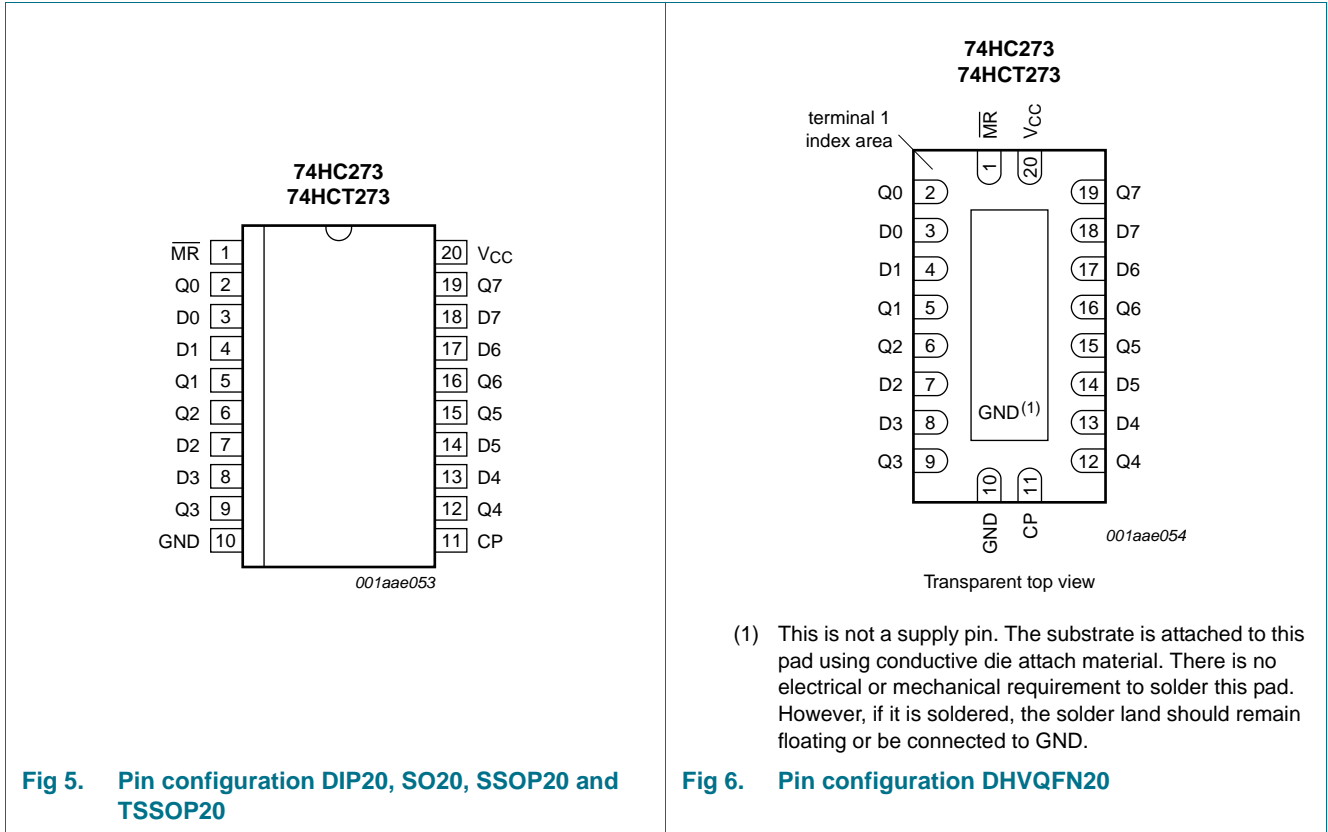 74HC273
74HCT273
MR 1
Q0 2
D0 3
D1 4
Q1 5
Q2 6
D2 7
D3 8
Q3 9
GND 10
20 VCC
19 Q7
18 D7
17 D6
16 Q6
15 Q5
14 D5
13 D4
12 Q4
11 CP
001aae053
Fig 5. Pin configuration DIP20, SO20, SSOP20 and
TSSOP20
74HC273
74HCT273
terminal 1
index area
MR
VCC
1
20
Q0 2
D0 3
D1 4
Q1 5
Q2 6
D2 7
D3 8
Q3 9
19 Q7
18 D7
17 D6
16 Q6
15 Q5
14 D5
13 D4
12 Q4
GND(1)
10
11
GND
CP
001aae054
Transparent top view
(1) This is not a supply pin. The substrate is attached to this
pad using conductive die attach material. There is no
electrical or mechanical requirement to solder this pad.
However, if it is soldered, the solder land should remain
floating or be connected to GND.
Fig 6. Pin configuration DHVQFN20